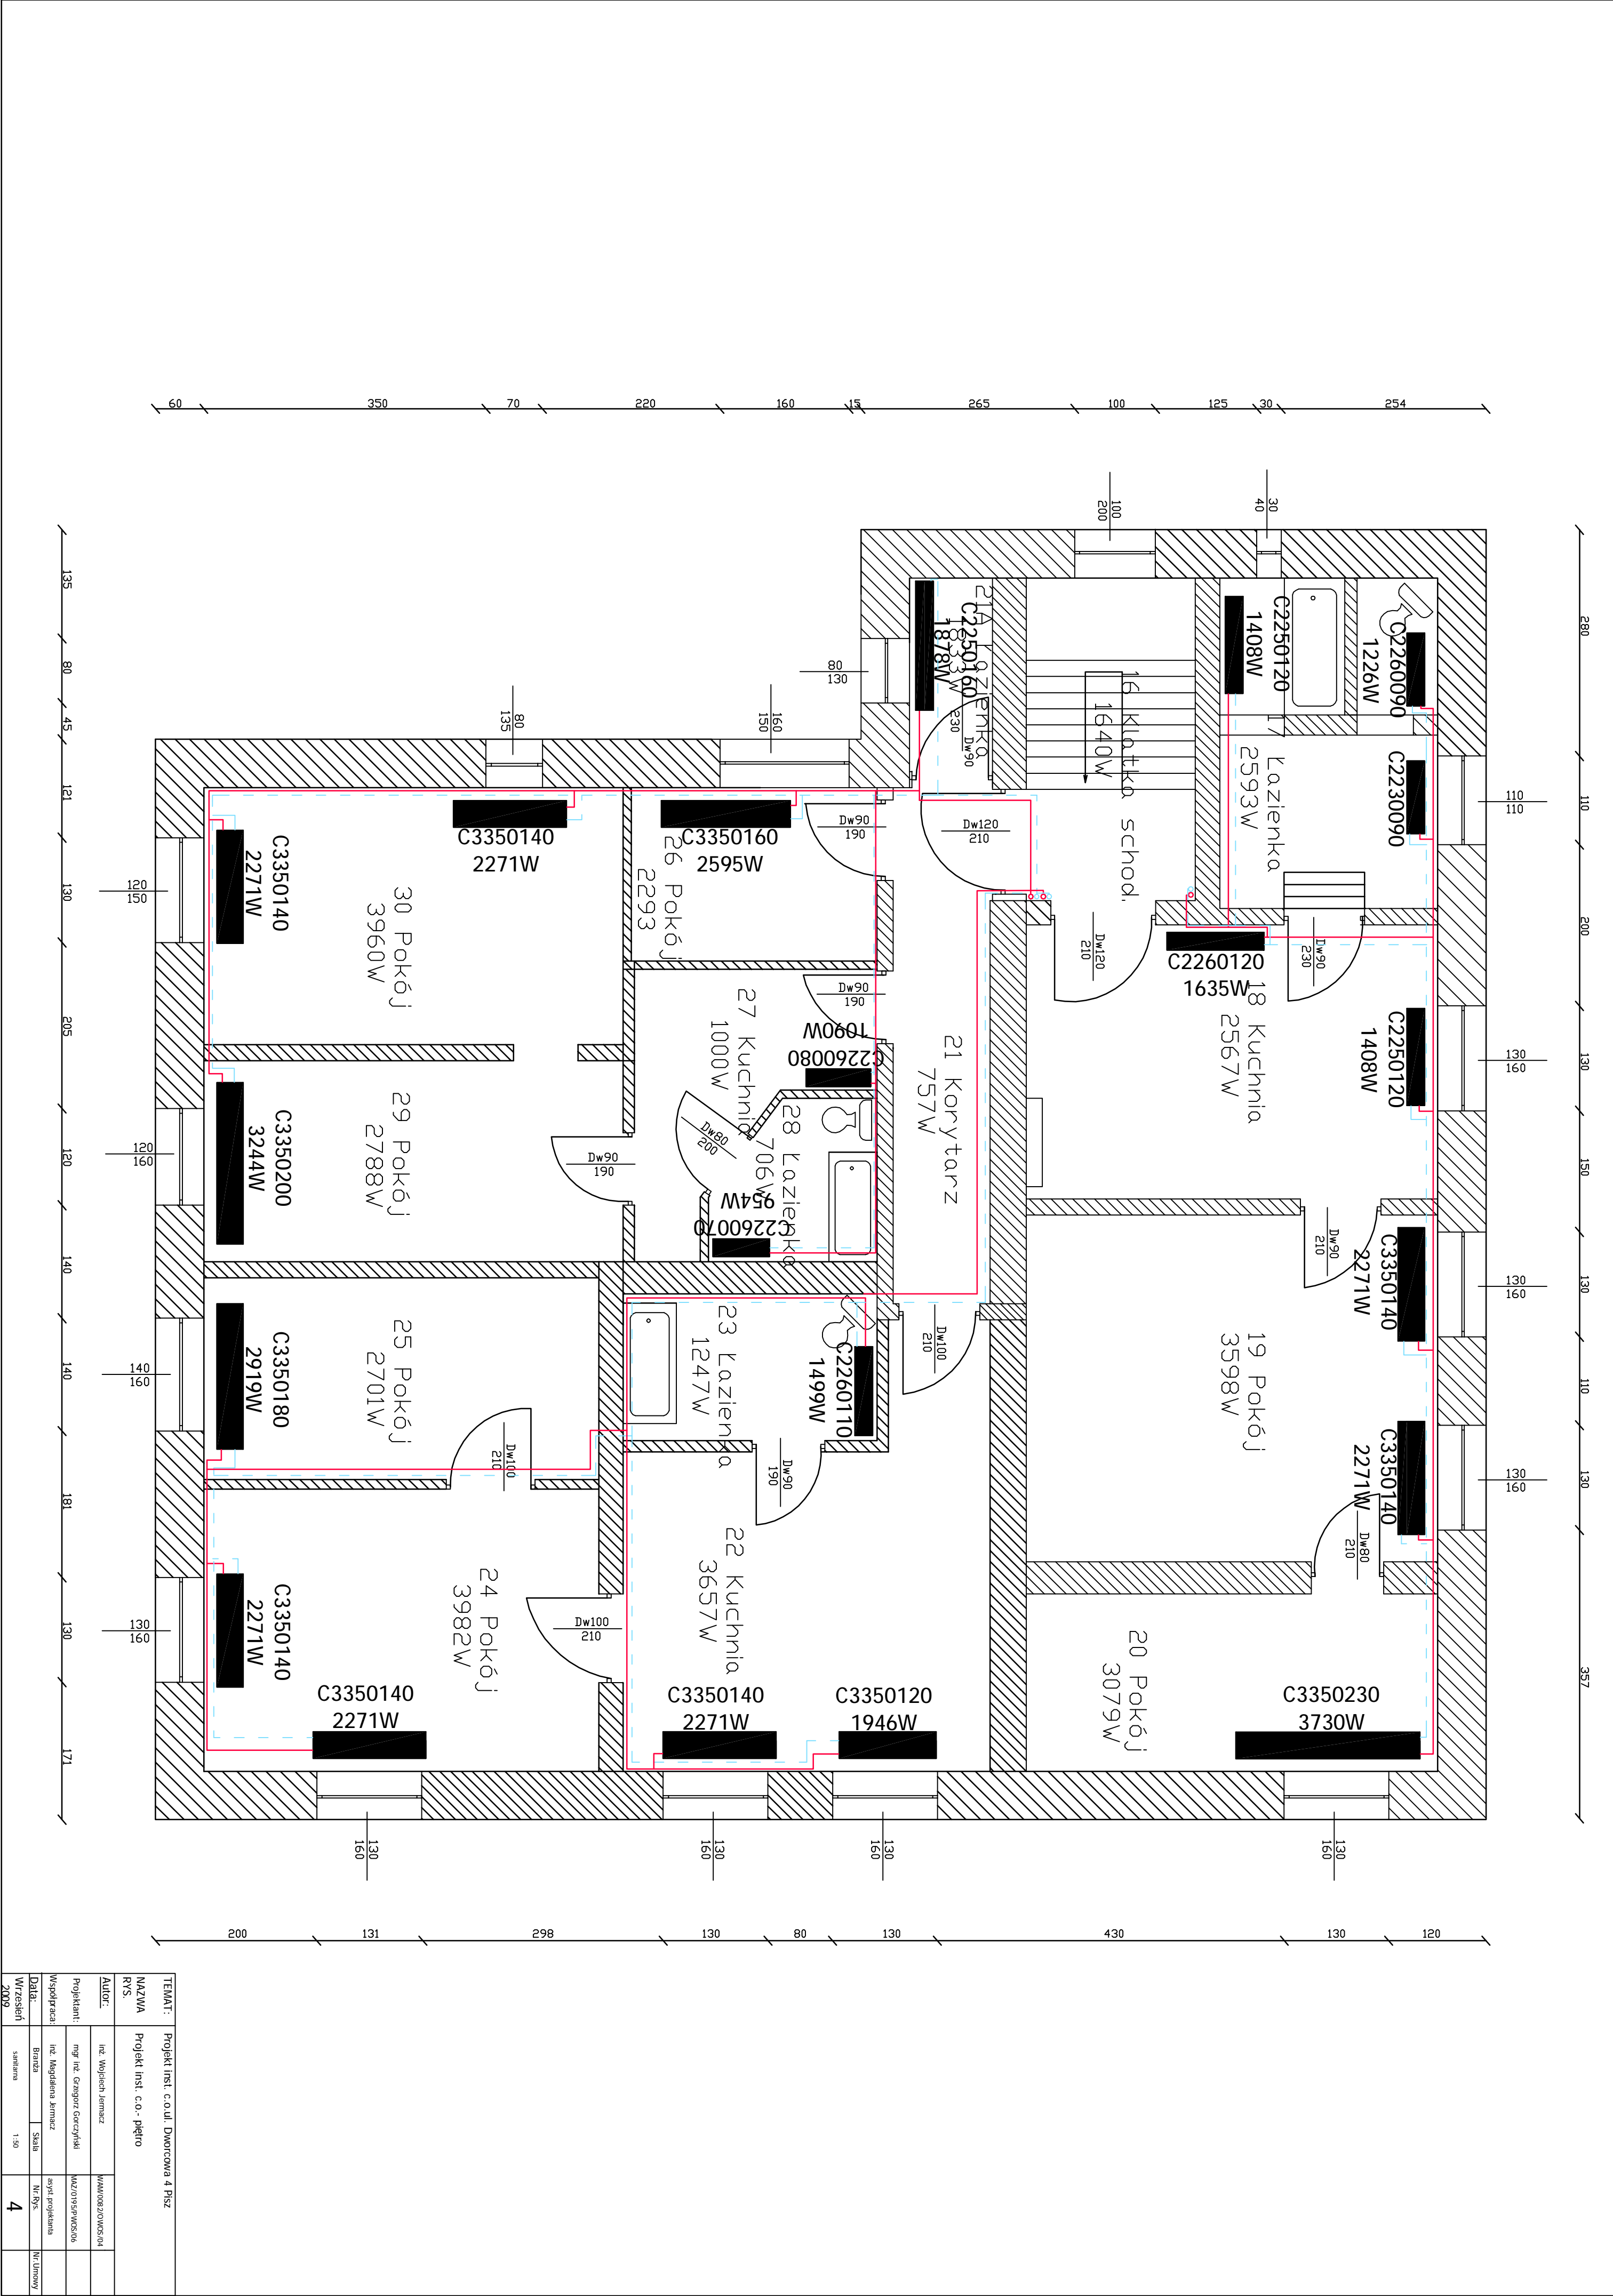 60
350
70
220
160
15
265
100
125
30
254
100
200
30
40
80
130
80
135
160
150
135
80
45
121
130
205
120
140
140
181
130
171
280
110
200
130
150
130
110
130
357
110
110
130
160
130
160
130
160
120
150
120
160
140
160
130
160
21A Łazienka
C2250160
1878W
230
Dw90
16 Klatka schod.
1640W
C2250120
1408W
C2260090
1226W
17 Łazienka
2593W
C2230090
Dw90
190
Dw120
210
C3350140
2271W
C3350160
2595W
26 Pokój
2293
C3350140
2271W
30 Pokój
3960W
Dw120
210
Dw90
230
C2260120
1635W
18 Kuchnia
2567W
C2250120
1408W
Dw90
190
27 Kuchnia
1000W
C2260080
1090W
21 Korytarz
757W
C3350200
3244W
29 Pokój
2788W
Dw90
190
Dw80
200
28 Łazienka
706W
C2260070
954W
Dw90
210
C3350140
2271W
19 Pokój
3598W
C3350140
2271W
Dw80
210
C3350180
2919W
25 Pokój
2701W
Dw100
210
23 Łazienka
1247W
C2260110
1499W
Dw100
210
Dw90
190
22 Kuchnia
3657W
24 Pokój
3982W
Dw100
210
C3350140
2271W
C3350140
2271W
C3350140
2271W
C3350120
1946W
20 Pokój
3079W
C3350230
3730W
130
160
130
160
130
160
130
160
200
131
298
130
80
130
430
130
120
TEMAT: Projekt inst. c.o.ul. Dworcowa 4 Pisz
NAZWA RYS. Projekt inst. c.o.- piętro
Autor: inż. Wojciech Jermacz WAM/0082/OWOS/04
Projektant: mgr inż. Grzegorz Gorczyński MAZ/0195/PWOS/06
Współpraca: inż. Magdalena Jermacz asyst.projektanta
Data: Branża Skala Nr.Rys. Nr.Umowy
Wrzesień 2009 sanitarna 1:50 4